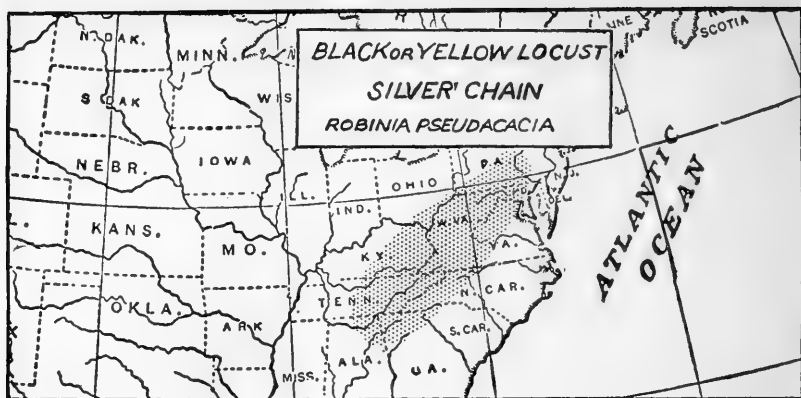 BLACK OR YELLOW LOCUST
SILVER' CHAIN
ROBINIA PSEUDACACIA
N. DAK.
MINN.
SCOTIA
S. DAK
WIS
NEBR.
IOWA
ILL.
IND.
OHIO
PA.
N.J.
DEL
KANS.
MO.
KY.
W.VA.
VA.
OKLA.
ARK
TENN
N. CAR.
S. CAR.
MISS.
ALA.
GA.
ATLANTIC
OCEAN